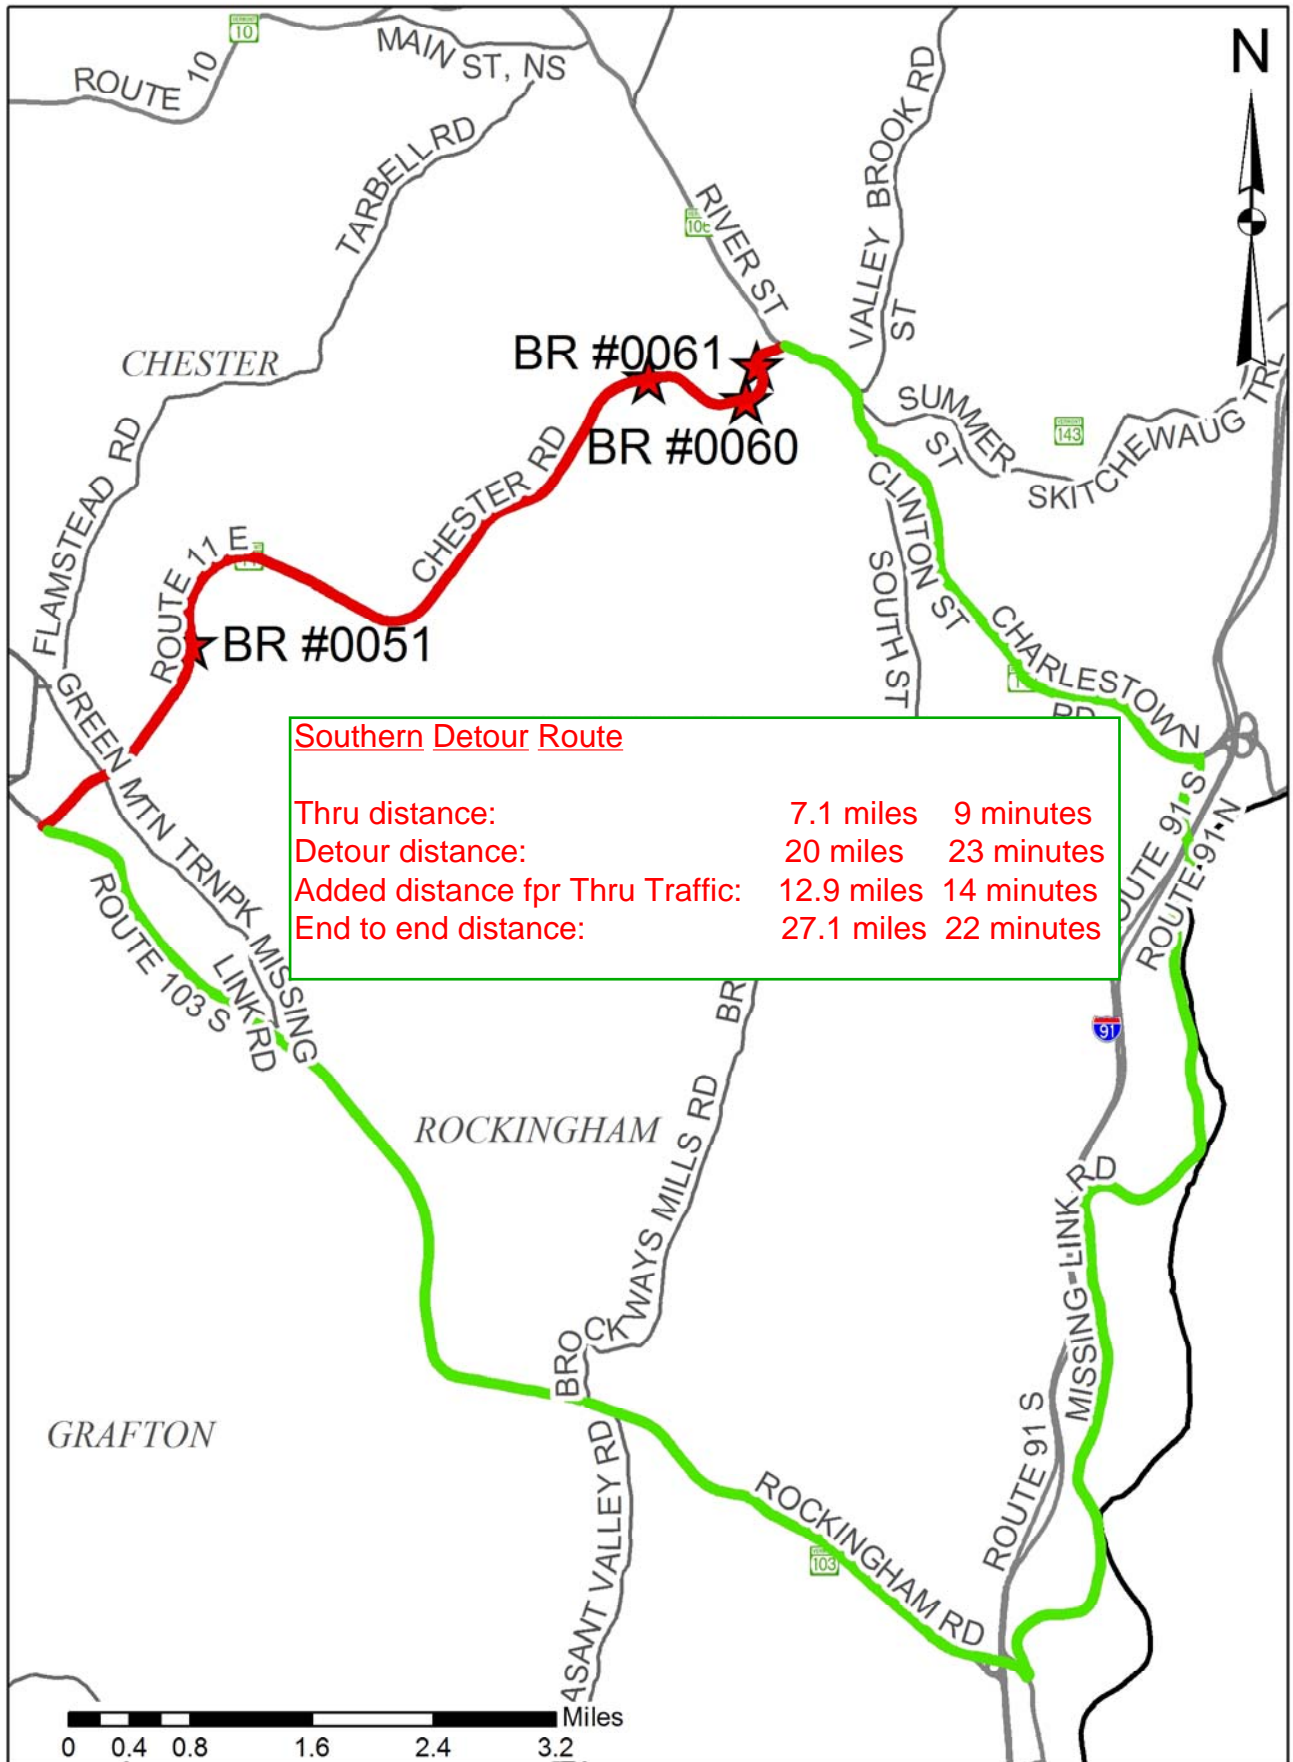 10
ROUTE 10
MAIN ST, NS
N
TARBELL RD
VALLEY BROOK RD
RIVER ST
ST
CHESTER
BR #0061
BR #0060
SUMMER ST
143
SKITCHEWAUG TRL
FLAMSTEAD RD
CHESTER RD
CLINTON ST
ROUTE 11 E
SOUTH ST
BR #0051
CHARLESTOWN RD
GREEN MTN TRNPK
Southern Detour Route
Thru distance: 7.1 miles 9 minutes
Detour distance: 20 miles 23 minutes
Added distance fpr Thru Traffic: 12.9 miles 14 minutes
End to end distance: 27.1 miles 22 minutes
OUTE 91 S
ROUTE 91 N
ROUTE 103 S
MISSING
LINK RD
BR
91
ROCKINGHAM
BROCKWAYS MILLS RD
MISSING LINK RD
GRAFTON
ASANT VALLEY RD
ROUTE 91 S
ROCKINGHAM RD
103
Miles
0 0.4 0.8 1.6 2.4 3.2